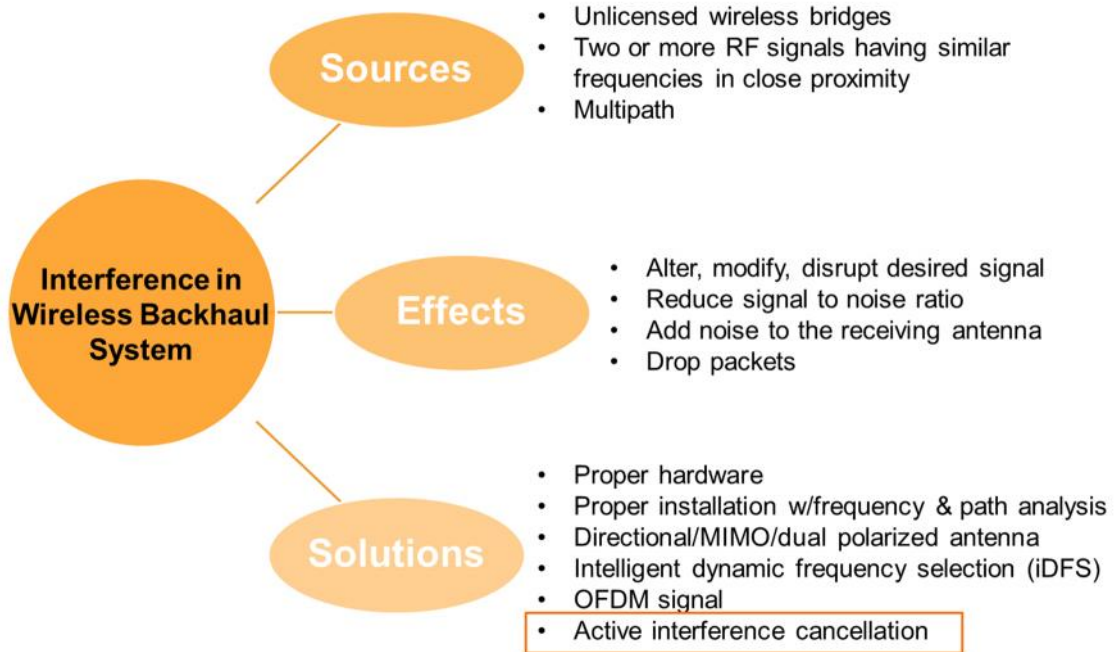 Interference in
Wireless Backhaul
System
Sources
• Unlicensed wireless bridges
• Two or more RF signals having similar
frequencies in close proximity
• Multipath
Effects
• Alter, modify, disrupt desired signal
• Reduce signal to noise ratio
• Add noise to the receiving antenna
• Drop packets
Solutions
• Proper hardware
• Proper installation w/frequency & path analysis
• Directional/MIMO/dual polarized antenna
• Intelligent dynamic frequency selection (iDFS)
• OFDM signal
• Active interference cancellation